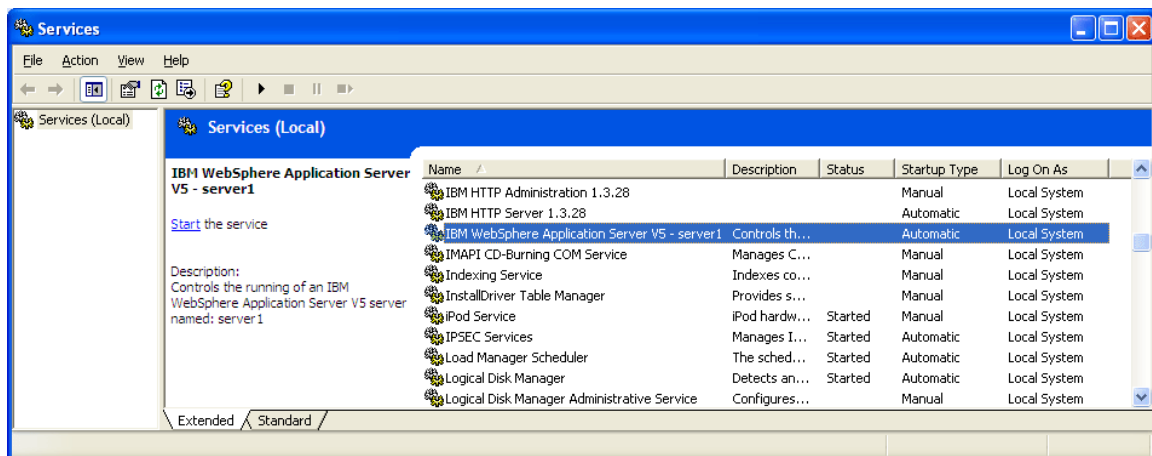 Services
File Action View Help
Services (Local)
Services (Local)
IBM WebSphere Application Server
V5 - server1
Start the service
Description:
Controls the running of an IBM
WebSphere Application Server V5 server
named: server1
Name Description Status Startup Type Log On As
IBM HTTP Administration 1.3.28 Manual Local System
IBM HTTP Server 1.3.28 Automatic Local System
IBM WebSphere Application Server V5 - server1 Controls th... Automatic Local System
IMAPI CD-Burning COM Service Manages C... Manual Local System
Indexing Service Indexes co... Manual Local System
InstallDriver Table Manager Provides s... Manual Local System
iPod Service iPod hardw... Started Manual Local System
IPSEC Services Manages I... Started Automatic Local System
Load Manager Scheduler The sched... Started Automatic Local System
Logical Disk Manager Detects an... Started Automatic Local System
Logical Disk Manager Administrative Service Configures... Manual Local System
Extended Standard